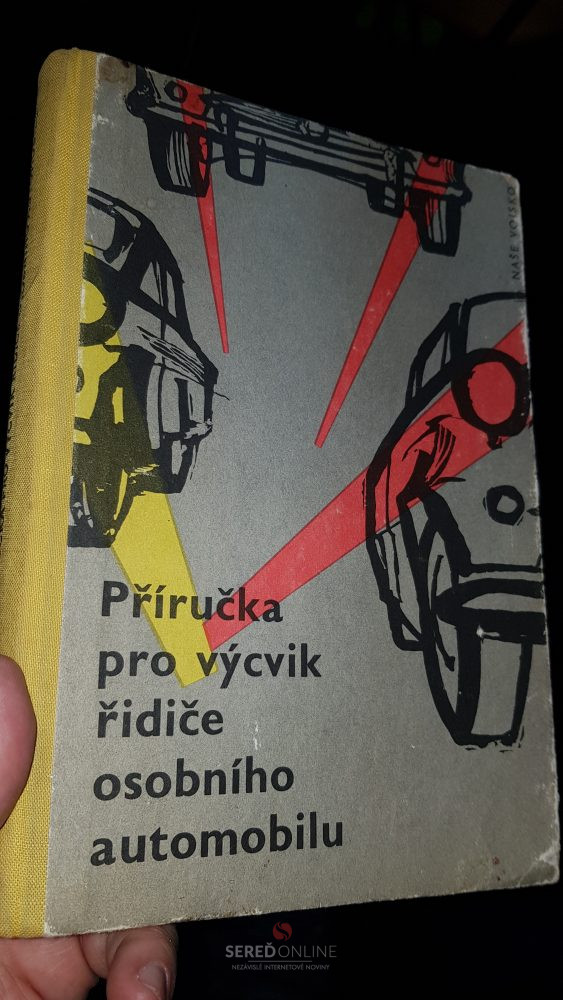 NAŠE VOJSKO
Příručka
pro výcvik
řidiče
osobního
automobilu
SEREĎONLINE
NEZÁVISLÉ INTERNETOVÉ NOVINY